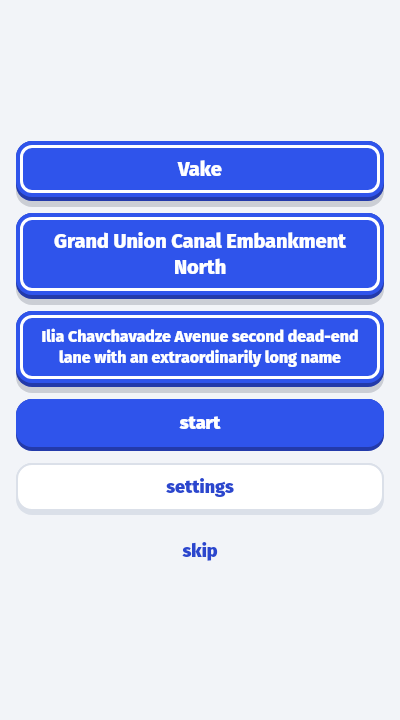 Vake
Grand Union Canal Embankment
North
Ilia Chavchavadze Avenue second dead-end
lane with an extraordinarily long name
start
settings
skip